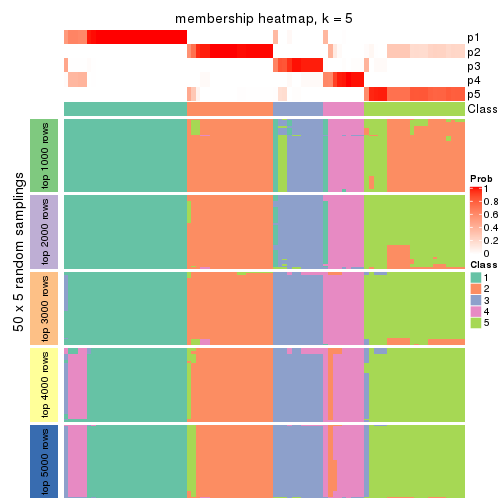 membership heatmap, k = 5
p1
p2
p3
p4
p5
Class
50 x 5 random samplings
top 1000 rows
top 2000 rows
top 3000 rows
top 4000 rows
top 5000 rows
Prob
1
0.8
0.6
0.4
0.2
0
Class
1
2
3
4
5